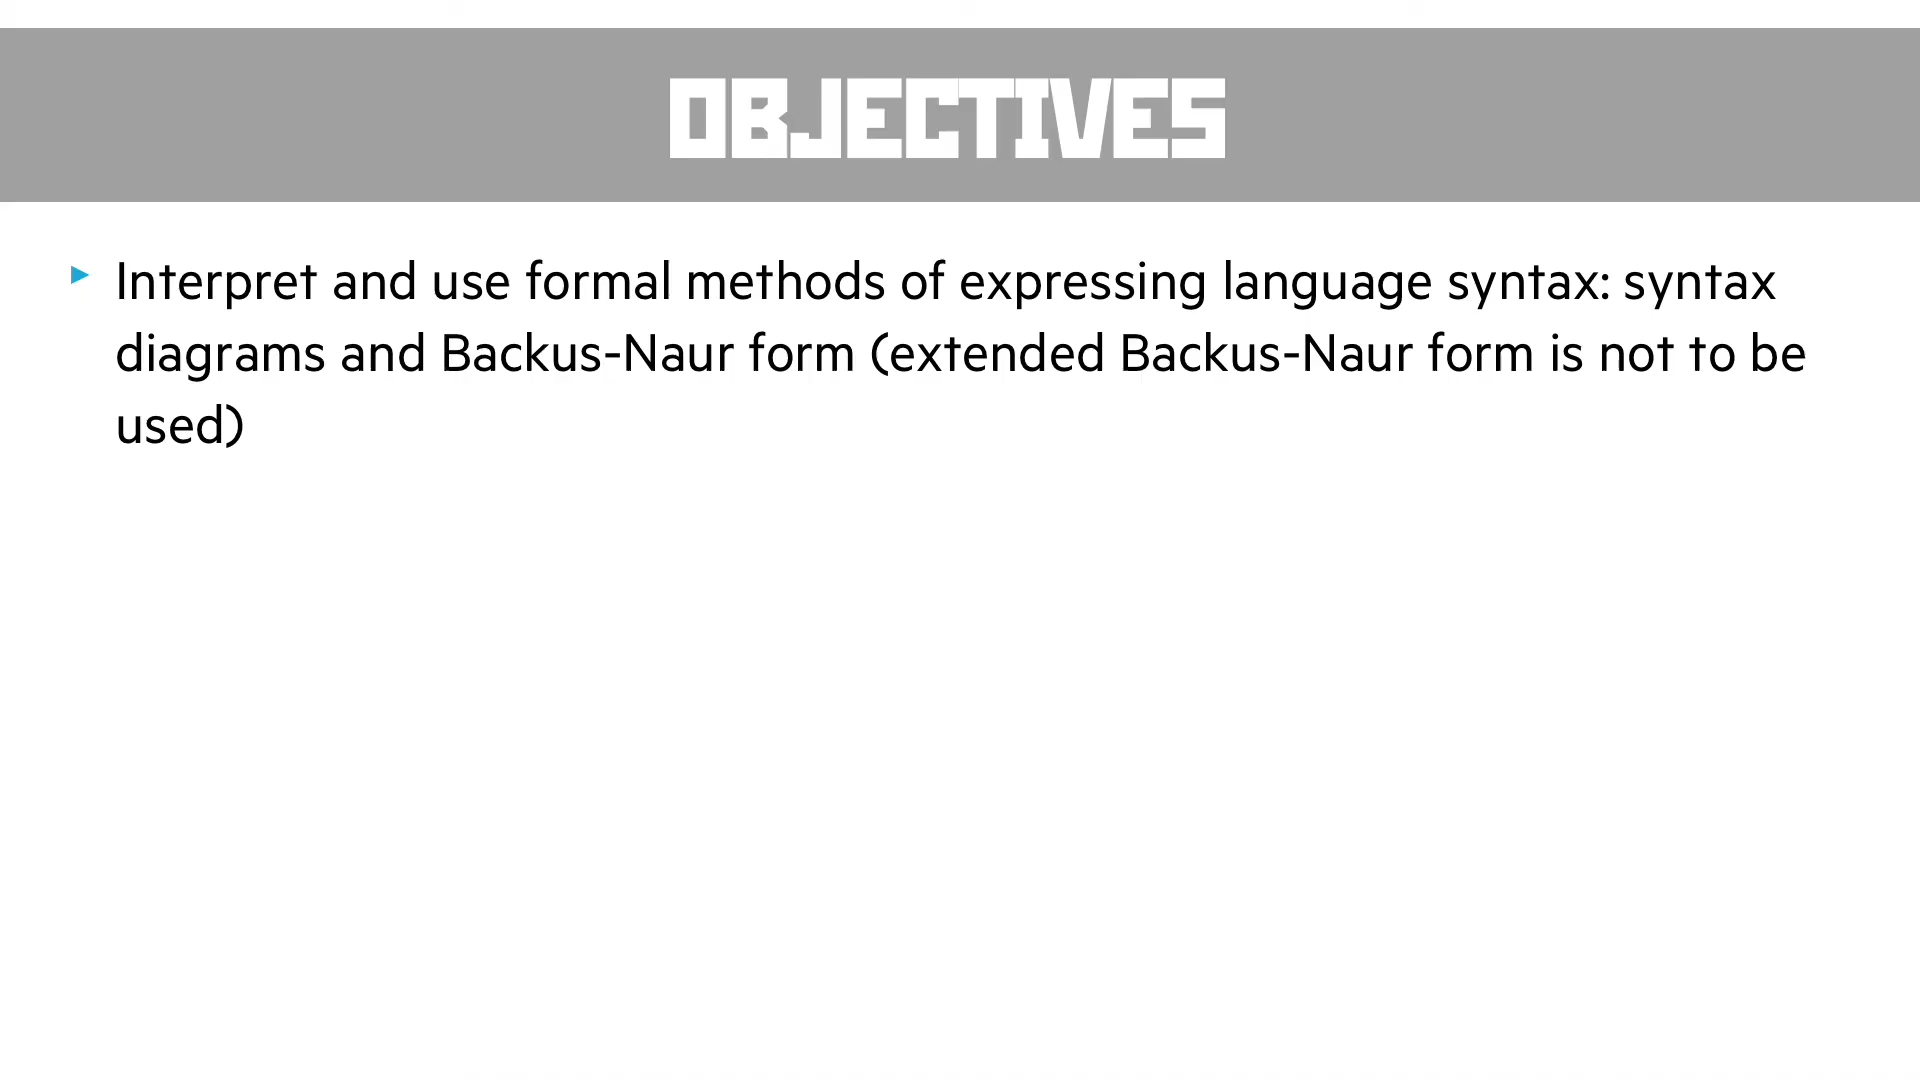 OBJECTIVES
Interpret and use formal methods of expressing language syntax: syntax
diagrams and Backus-Naur form (extended Backus-Naur form is not to be
used)